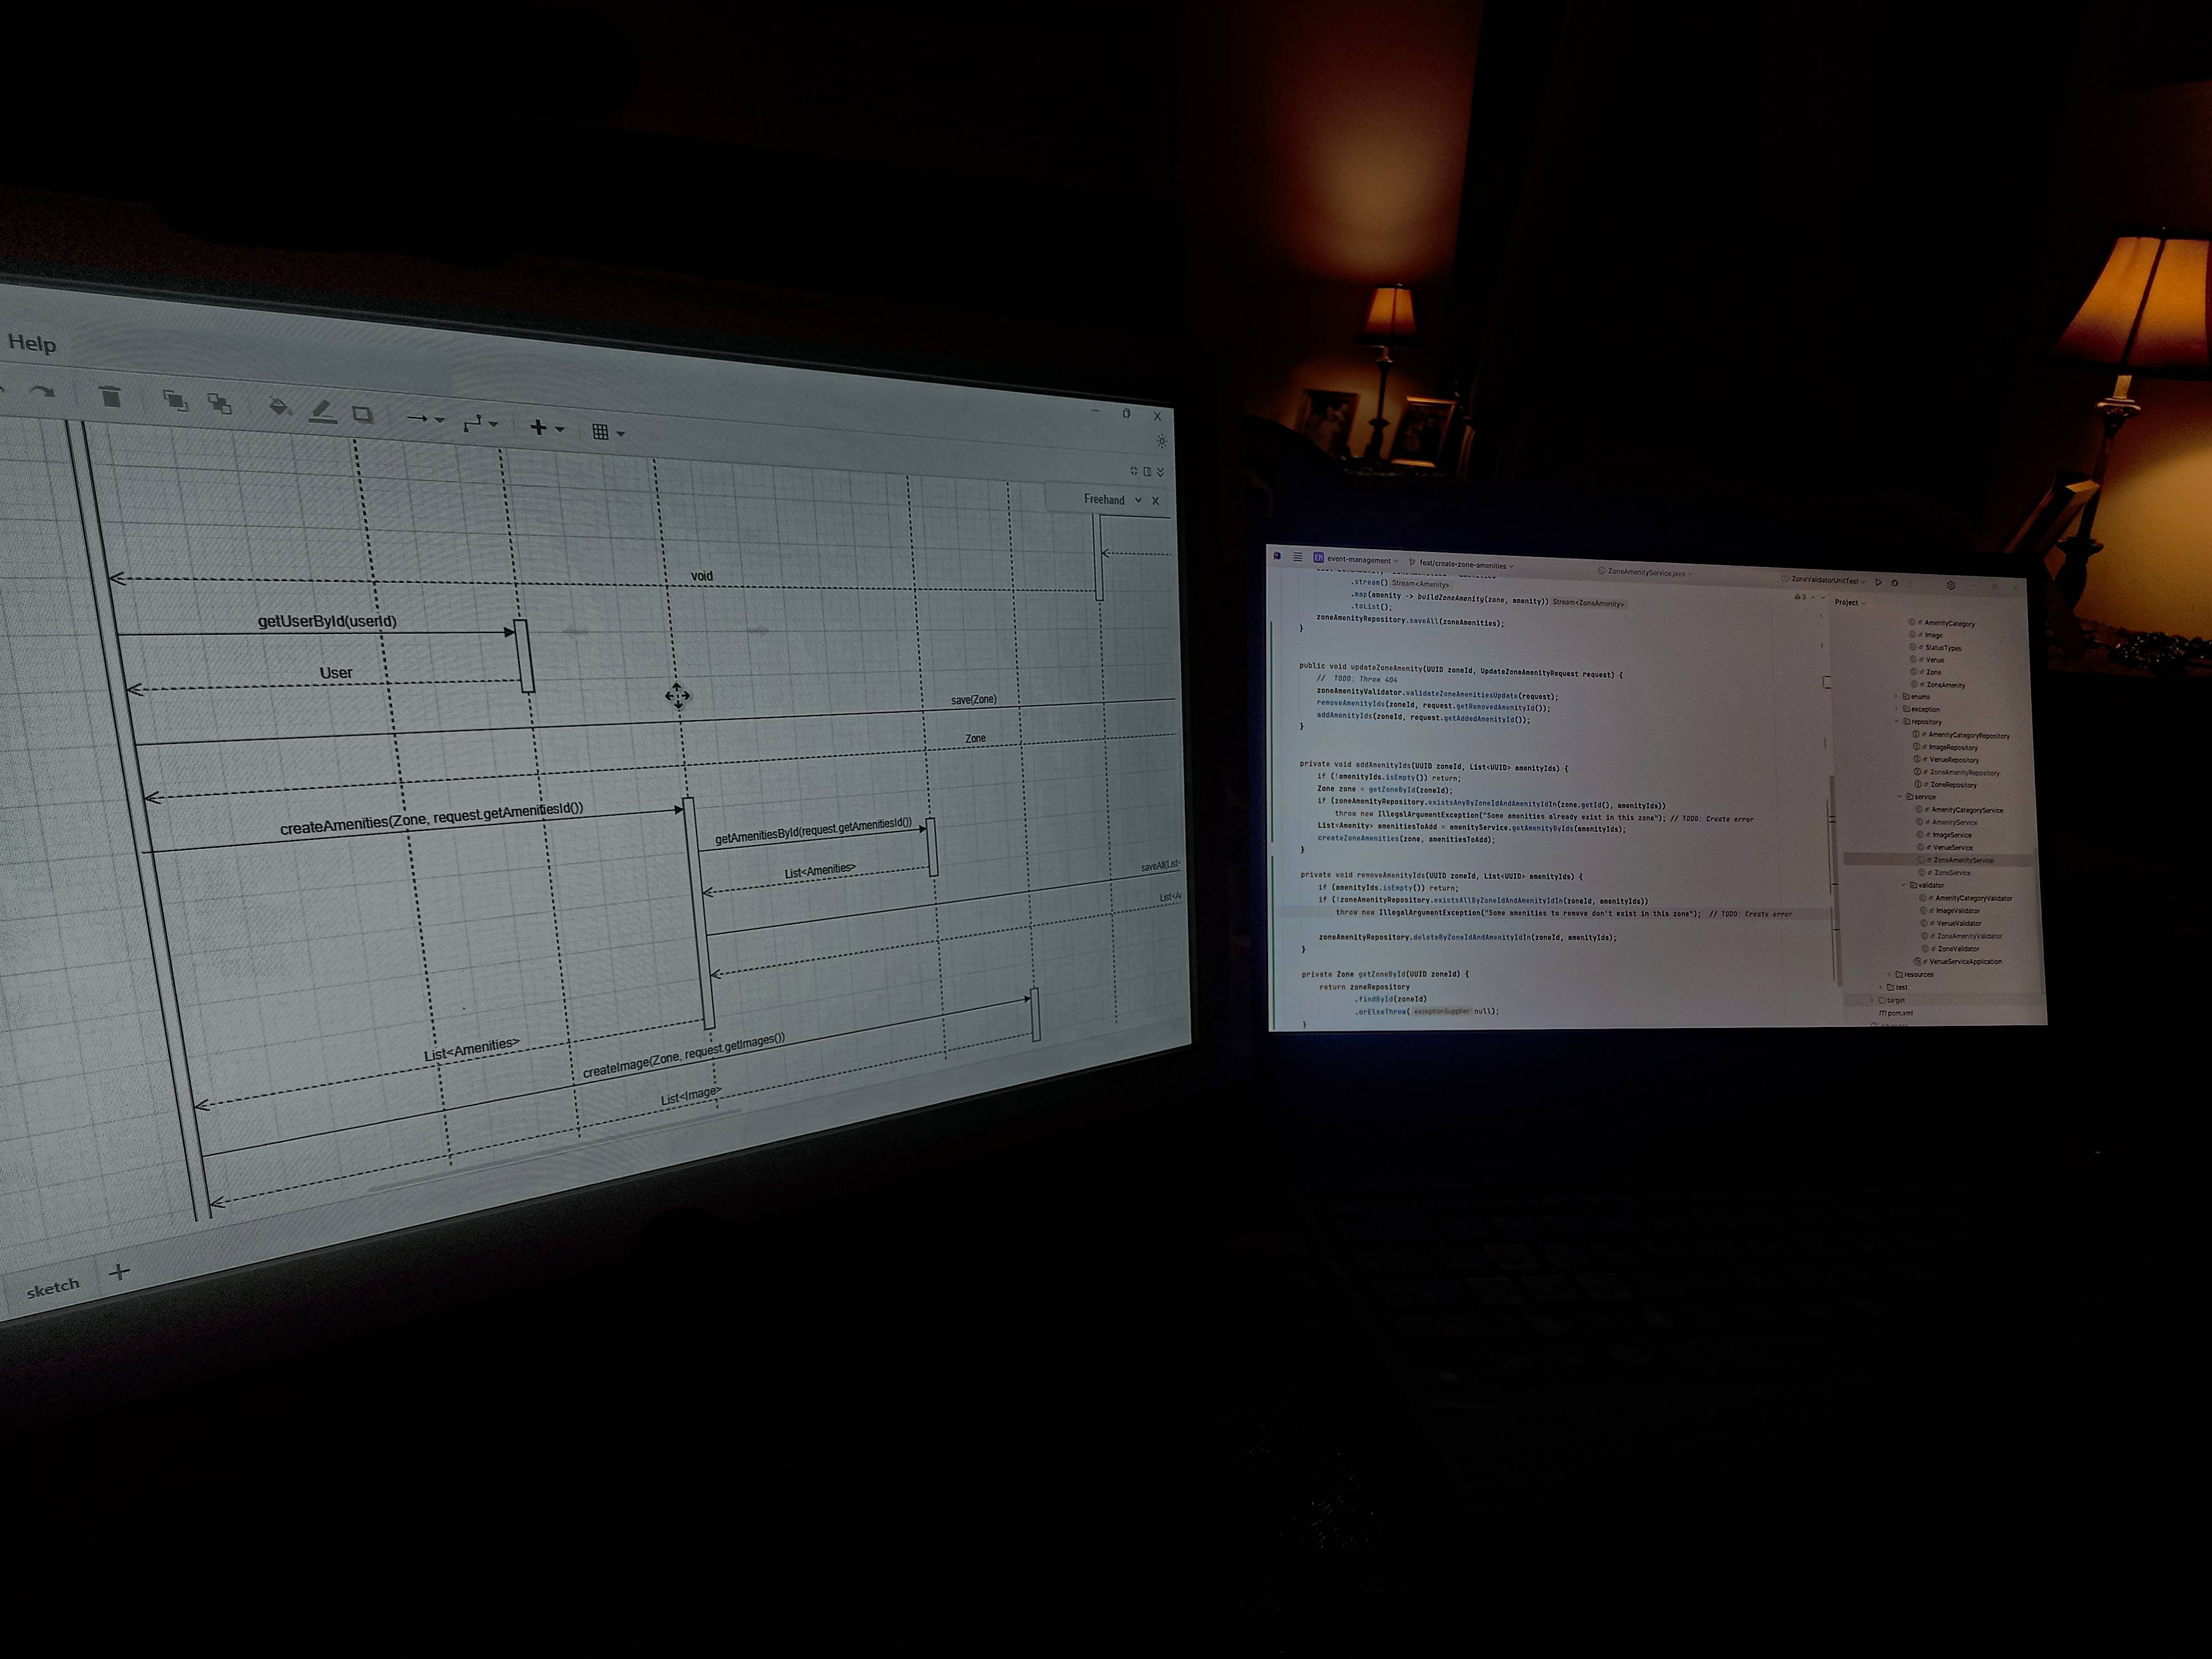 Help
Freehand
void
getUserById(userId)
User
save(Zone)
Zone
createAmenities(Zone, request.getAmenitiesId())
getAmenitiesById(request.getAmenitiesId())
List<Amenities>
saveAll(List<
List<A
List<Amenities>
createImage(Zone, request.getImages())
List<Image>
sketch
EM event-management feat/create-zone-amenities ZoneAmenityService.java ZoneValidatorUnitTest
.stream() Stream<Amenity>
.map(amenity -> buildZoneAmenity(zone, amenity)) Stream<ZoneAmenity>
.toList();
zoneAmenityRepository.saveAll(zoneAmenities);
}
public void updateZoneAmenity(UUID zoneId, UpdateZoneAmenityRequest request) {
// TODO: Throw 404
zoneAmenityValidator.validateZoneAmenitiesUpdate(request);
removeAmenityIds(zoneId, request.getRemovedAmenityId());
addAmenityIds(zoneId, request.getAddedAmenityId());
}
private void addAmenityIds(UUID zoneId, List<UUID> amenityIds) {
if (!amenityIds.isEmpty()) return;
Zone zone = getZoneById(zoneId);
if (zoneAmenityRepository.existsAnyByZoneIdAndAmenityIdIn(zone.getId(), amenityIds))
throw new IllegalArgumentException("Some amenities already exist in this zone"); // TODO: Create error
List<Amenity> amenitiesToAdd = amenityService.getAmenityByIds(amenityIds);
createZoneAmenities(zone, amenitiesToAdd);
}
private void removeAmenityIds(UUID zoneId, List<UUID> amenityIds) {
if (amenityIds.isEmpty()) return;
if (!zoneAmenityRepository.existsAllByZoneIdAndAmenityIdIn(zoneId, amenityIds))
throw new IllegalArgumentException("Some amenities to remove don't exist in this zone"); // TODO: Create error
zoneAmenityRepository.deleteByZoneIdAndAmenityIdIn(zoneId, amenityIds);
}
private Zone getZoneById(UUID zoneId) {
return zoneRepository
.findById(zoneId)
.orElseThrow( exceptionSupplier null);
}
Project
AmenityCategory
Image
StatusTypes
Venue
Zone
ZoneAmenity
enums
exception
repository
AmenityCategoryRepository
ImageRepository
VenueRepository
ZoneAmenityRepository
ZoneRepository
service
AmenityCategoryService
AmenityService
ImageService
VenueService
ZoneAmenityService
ZoneService
validator
AmenityCategoryValidator
ImageValidator
VenueValidator
ZoneAmenityValidator
ZoneValidator
VenueServiceApplication
resources
test
target
pom.xml